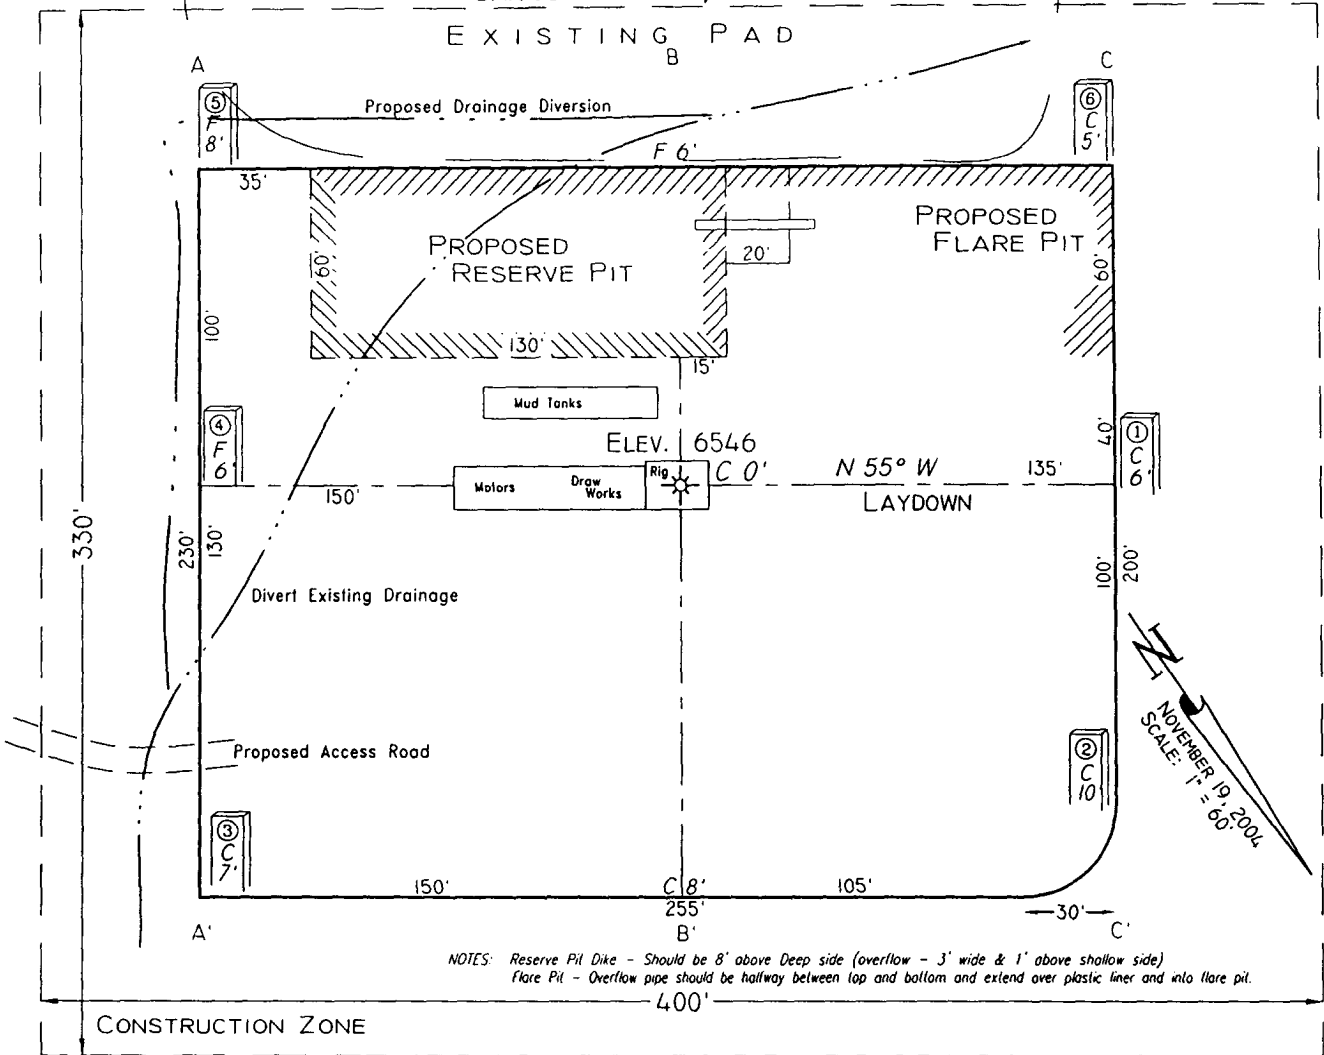 EXISTING PAD
A
B
C
⑤
F
8'
Proposed Drainage Diversion
⑥
C
5'
F 6'
35'
PROPOSED
RESERVE PIT
PROPOSED
FLARE PIT
60'
20'
60'
100'
130'
15'
Mud Tanks
④
F
6'
ELEV. 6546
C 0'
N 55° W
135'
40'
①
C
6'
Motors
Draw
Works
Rig
150'
LAYDOWN
330'
230'
130'
100'
200'
Divert Existing Drainage
N
NOVEMBER 19, 2004
SCALE: 1" = 60'
Proposed Access Road
②
C
10
③
C
7'
150'
C 8'
105'
255'
30'
A'
B'
C'
NOTES: Reserve Pit Dike - Should be 8' above Deep side (overflow - 3' wide & 1' above shallow side)
Flare Pit - Overflow pipe should be halfway between top and bottom and extend over plastic liner and into flare pit.
400'
CONSTRUCTION ZONE